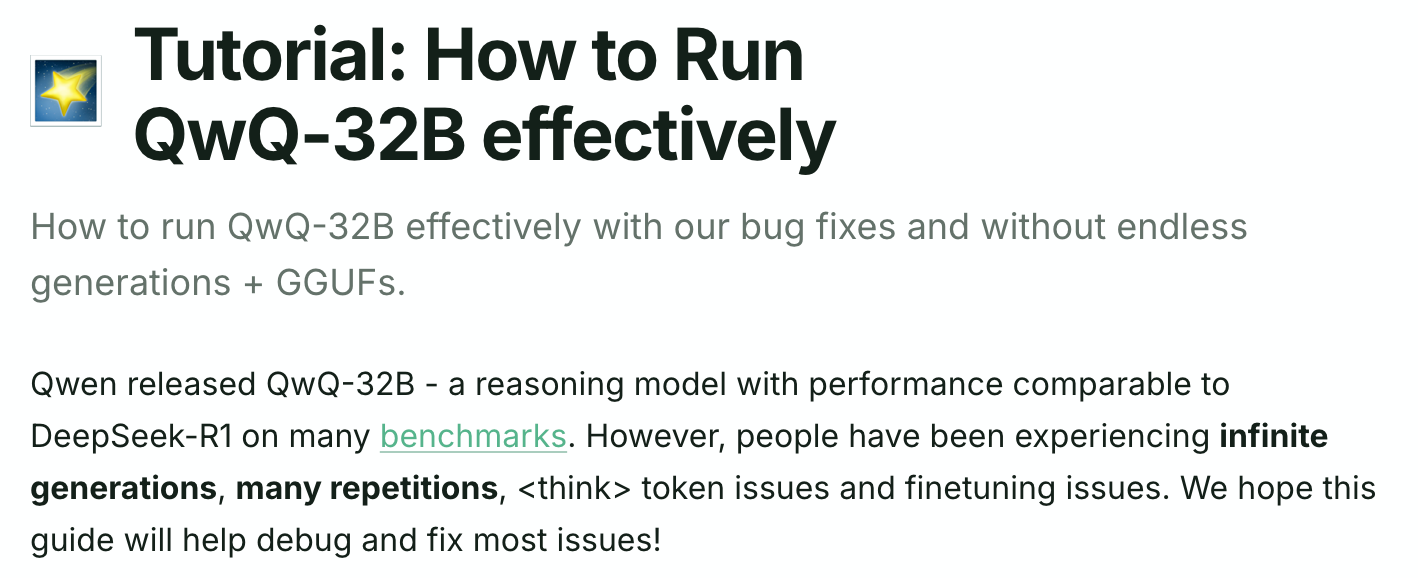 Tutorial: How to Run
QwQ-32B effectively
How to run QwQ-32B effectively with our bug fixes and without endless
generations + GGUFs.
Qwen released QwQ-32B - a reasoning model with performance comparable to
DeepSeek-R1 on many benchmarks. However, people have been experiencing infinite
generations, many repetitions, <think> token issues and finetuning issues. We hope this
guide will help debug and fix most issues!